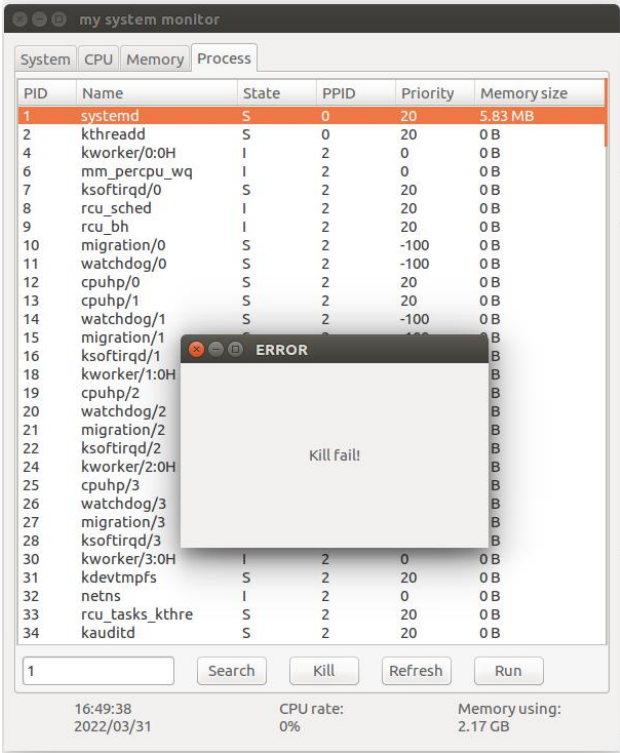 my system monitor
System CPU Memory Process
PID Name State PPID Priority Memory size
1 systemd S 0 20 5.83 MB
2 kthreadd S 0 20 0 B
4 kworker/0:0H I 2 0 0 B
6 mm_percpu_wq I 2 0 0 B
7 ksoftirqd/0 S 2 20 0 B
8 rcu_sched I 2 20 0 B
9 rcu_bh I 2 20 0 B
10 migration/0 S 2 -100 0 B
11 watchdog/0 S 2 -100 0 B
12 cpuhp/0 S 2 20 0 B
13 cpuhp/1 S 2 20 0 B
14 watchdog/1 S 2 -100 0 B
15 migration/1 B
ERROR
16 ksoftirqd/1 B
18 kworker/1:0H B
19 cpuhp/2 B
20 watchdog/2 B
21 migration/2 B
22 ksoftirqd/2 B
Kill fail!
24 kworker/2:0H B
25 cpuhp/3 B
26 watchdog/3 B
27 migration/3 B
28 ksoftirqd/3 B
30 kworker/3:0H I 2 0 0 B
31 kdevtmpfs S 2 20 0 B
32 netns I 2 0 0 B
33 rcu_tasks_kthre S 2 20 0 B
34 kauditd S 2 20 0 B
1 Search Kill Refresh Run
16:49:38 CPU rate: Memory using:
2022/03/31 0% 2.17 GB